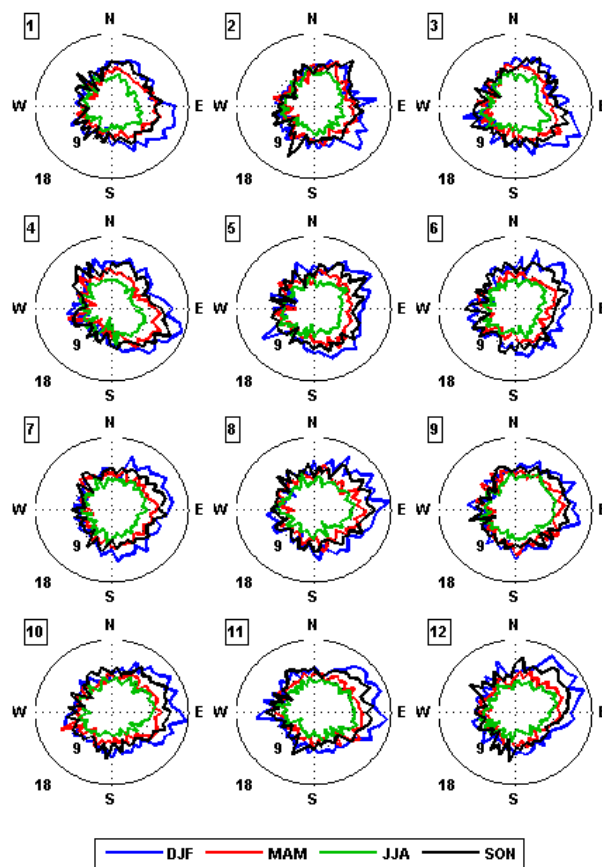 1 N 2 N 3 N
W E W E W E
9 9 9
18 S 18 S 18 S
4 N 5 N 6 N
W E W E W E
9 9 9
18 S 18 S 18 S
7 N 8 N 9 N
W E W E W E
9 9 9
18 S 18 S 18 S
10 N 11 N 12 N
W E W E W E
9 9 9
18 S 18 S 18 S
DJF MAM JJA SON